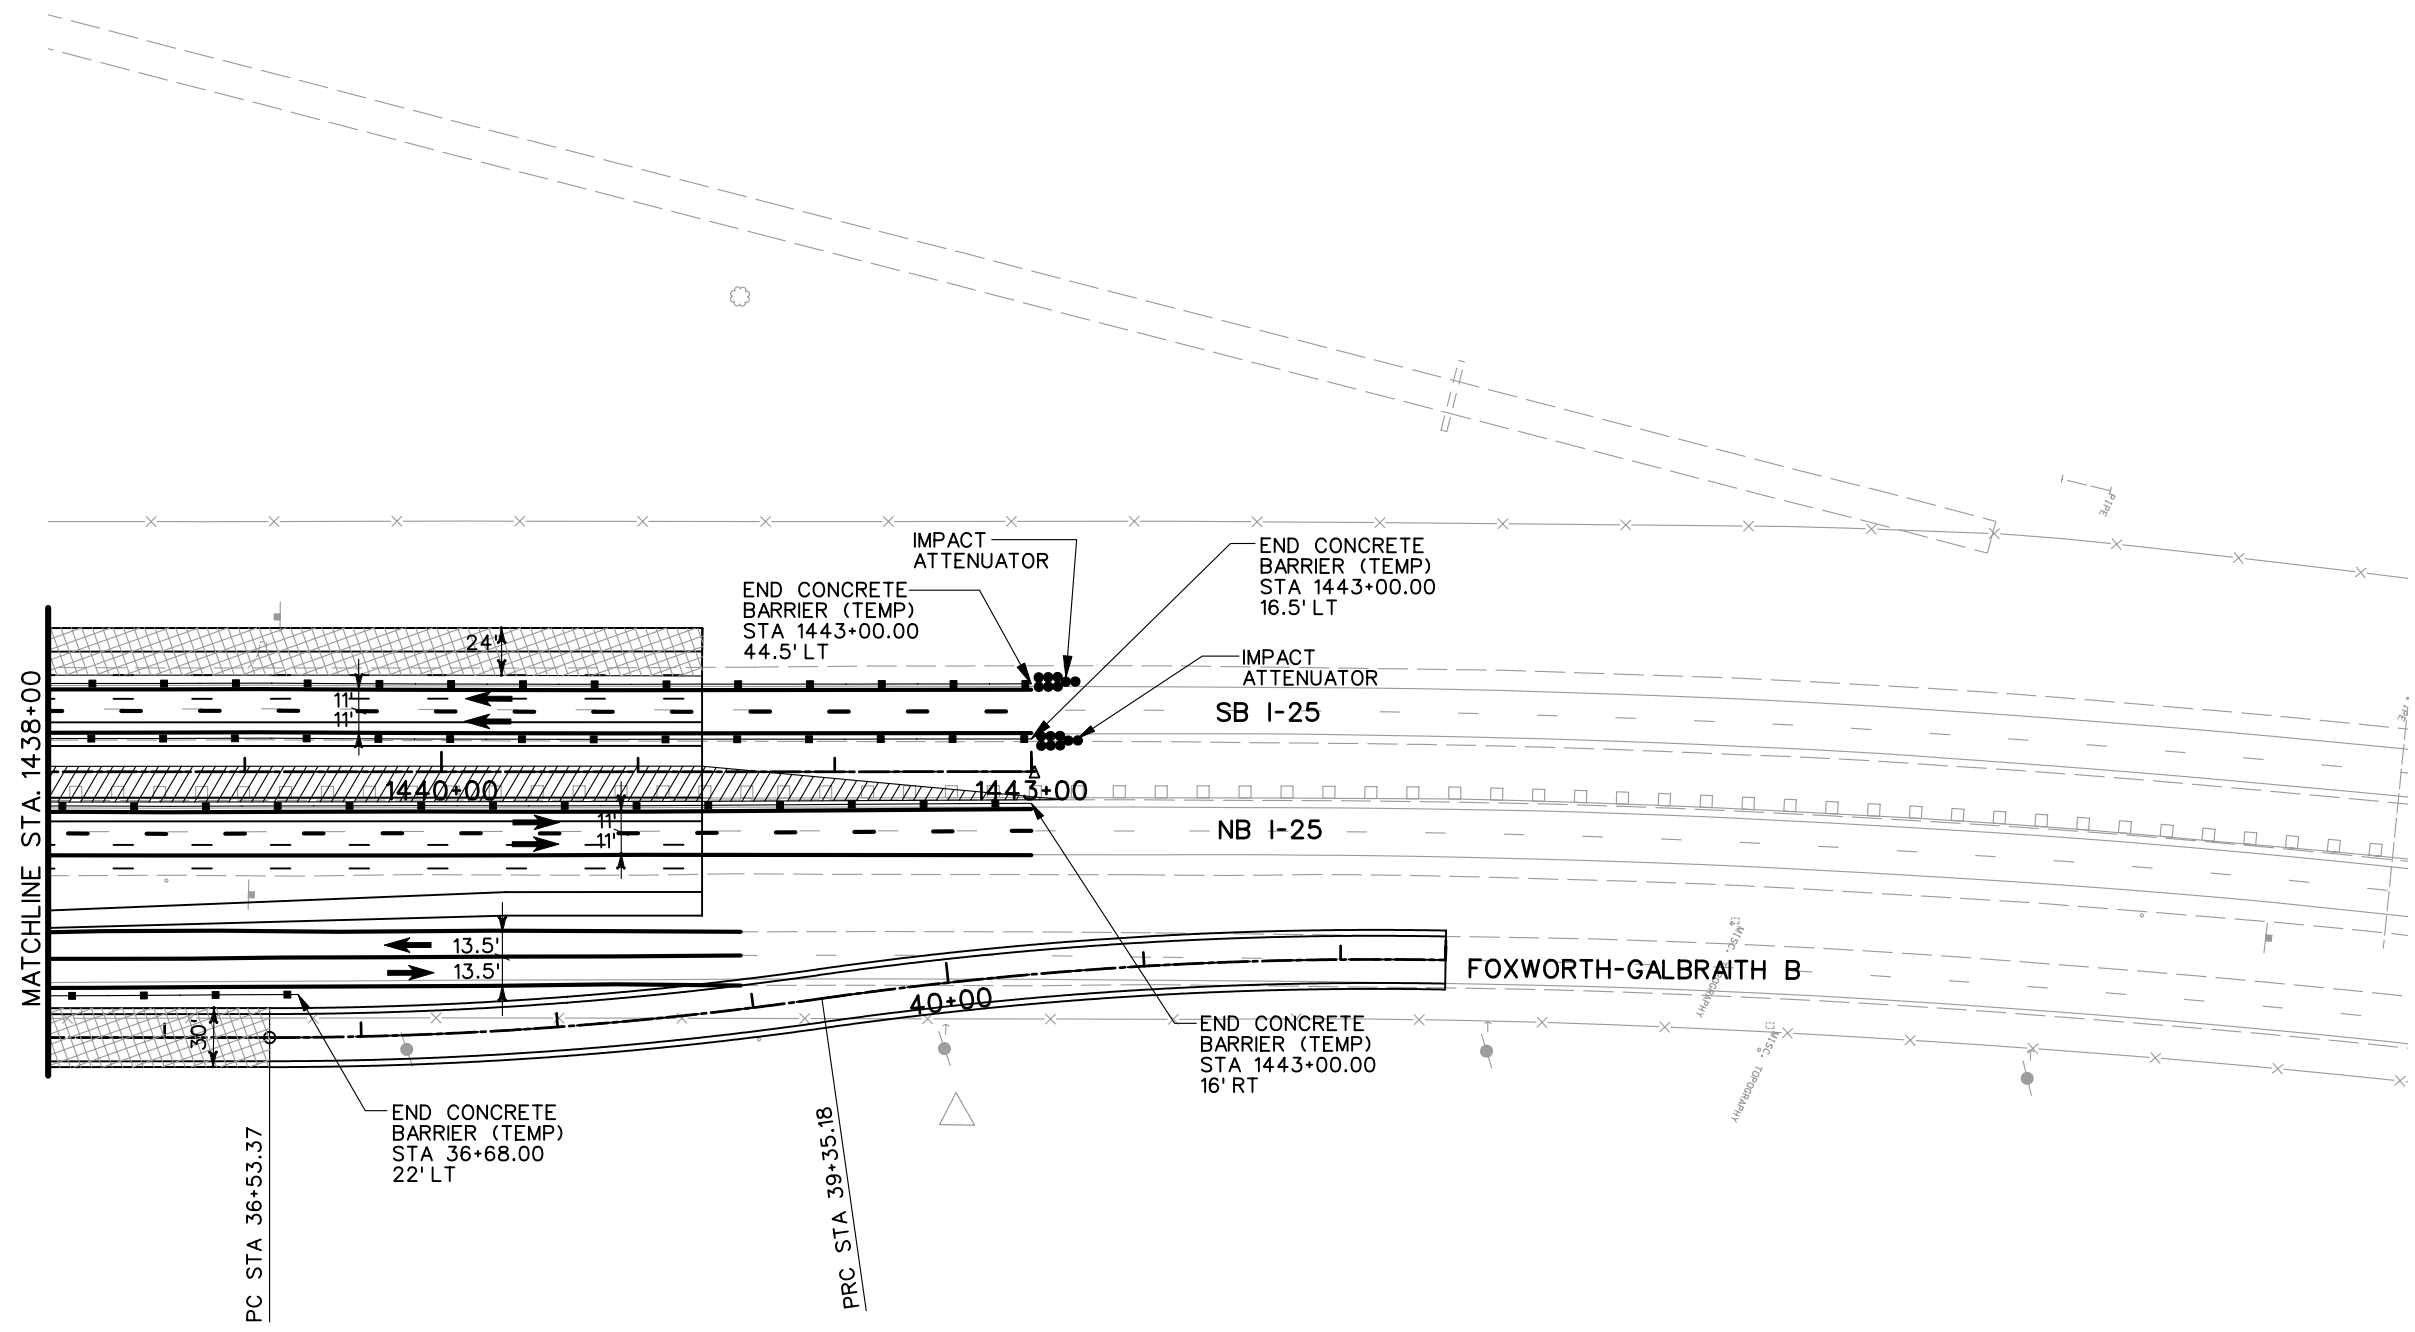 PIPE
IMPACT
ATTENUATOR
END CONCRETE
BARRIER (TEMP)
STA 1443+00.00
16.5' LT
END CONCRETE
BARRIER (TEMP)
STA 1443+00.00
44.5' LT
IMPACT
ATTENUATOR
24'
MATCHLINE STA. 1438+00
11'
11'
SB I-25
1440+00
1443+00
11'
11'
NB I-25
13.5'
13.5'
FOXWORTH-GALBRAITH B
MISC. TOPOGRAPHY
40+00
30'
END CONCRETE
BARRIER (TEMP)
STA 1443+00.00
16' RT
MISC. TOPOGRAPHY
END CONCRETE
BARRIER (TEMP)
STA 36+68.00
22' LT
PC STA 36+53.37
PRC STA 39+35.18